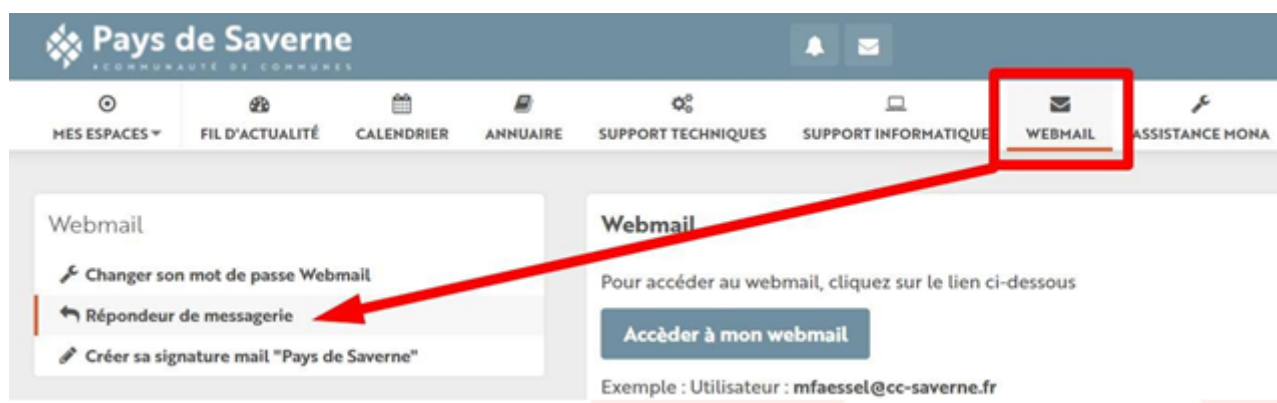 Pays de Saverne
COMMUNAUTÉ DE COMMUNES
MES ESPACES
FIL D'ACTUALITÉ
CALENDRIER
ANNUAIRE
SUPPORT TECHNIQUES
SUPPORT INFORMATIQUE
WEBMAIL
ASSISTANCE MONA
Webmail
Changer son mot de passe Webmail
Répondeur de messagerie
Créer sa signature mail "Pays de Saverne"
Webmail
Pour accéder au webmail, cliquez sur le lien ci-dessous
Accèder à mon webmail
Exemple : Utilisateur : mfaessel@cc-saverne.fr